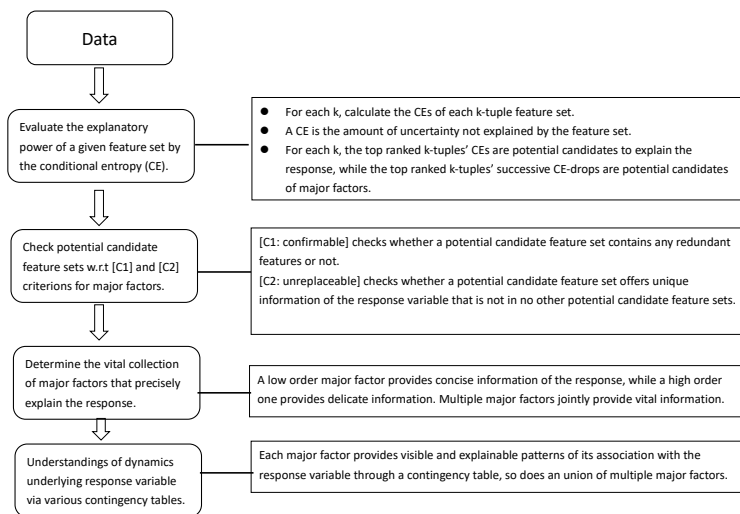 Data
Evaluate the explanatory
power of a given feature set by
the conditional entropy (CE).
● For each k, calculate the CEs of each k-tuple feature set.
● A CE is the amount of uncertainty not explained by the feature set.
● For each k, the top ranked k-tuples' CEs are potential candidates to explain the
response, while the top ranked k-tuples' successive CE-drops are potential candidates
of major factors.
Check potential candidate
feature sets w.r.t [C1] and [C2]
criterions for major factors.
[C1: confirmable] checks whether a potential candidate feature set contains any redundant
features or not.
[C2: unreplaceable] checks whether a potential candidate feature set offers unique
information of the response variable that is not in no other potential candidate feature sets.
Determine the vital collection
of major factors that precisely
explain the response.
A low order major factor provides concise information of the response, while a high order
one provides delicate information. Multiple major factors jointly provide vital information.
Understandings of dynamics
underlying response variable
via various contingency tables.
Each major factor provides visible and explainable patterns of its association with the
response variable through a contingency table, so does an union of multiple major factors.